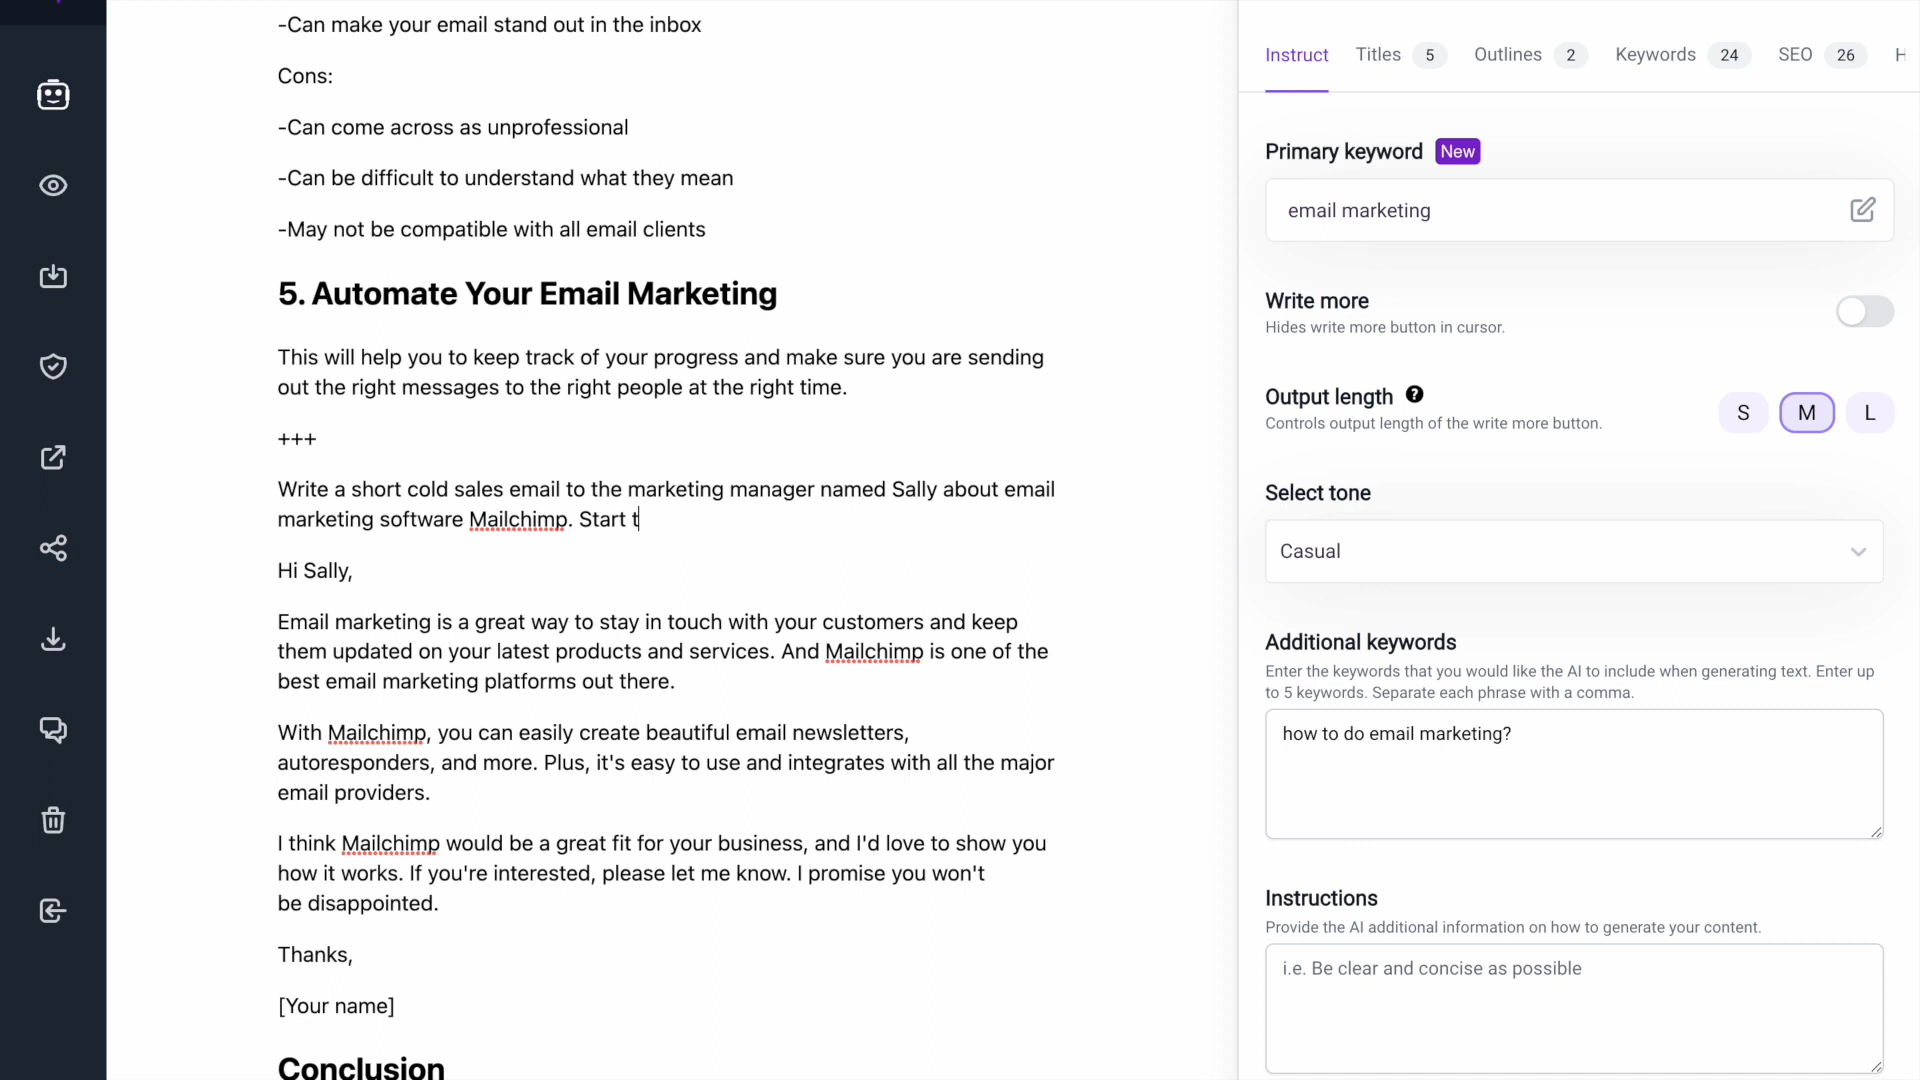 -Can make your email stand out in the inbox
Cons:
-Can come across as unprofessional
-Can be difficult to understand what they mean
-May not be compatible with all email clients
5. Automate Your Email Marketing
This will help you to keep track of your progress and make sure you are sending
out the right messages to the right people at the right time.
+++
Write a short cold sales email to the marketing manager named Sally about email
marketing software Mailchimp. Start t
Hi Sally,
Email marketing is a great way to stay in touch with your customers and keep
them updated on your latest products and services. And Mailchimp is one of the
best email marketing platforms out there.
With Mailchimp, you can easily create beautiful email newsletters,
autoresponders, and more. Plus, it's easy to use and integrates with all the major
email providers.
I think Mailchimp would be a great fit for your business, and I'd love to show you
how it works. If you're interested, please let me know. I promise you won't
be disappointed.
Thanks,
[Your name]
Conclusion
Instruct Titles 5 Outlines 2 Keywords 24 SEO 26 H
Primary keyword New
email marketing
Write more
Hides write more button in cursor.
Output length ?
Controls output length of the write more button.
S M L
Select tone
Casual
Additional keywords
Enter the keywords that you would like the AI to include when generating text. Enter up
to 5 keywords. Separate each phrase with a comma.
how to do email marketing?
Instructions
Provide the AI additional information on how to generate your content.
i.e. Be clear and concise as possible